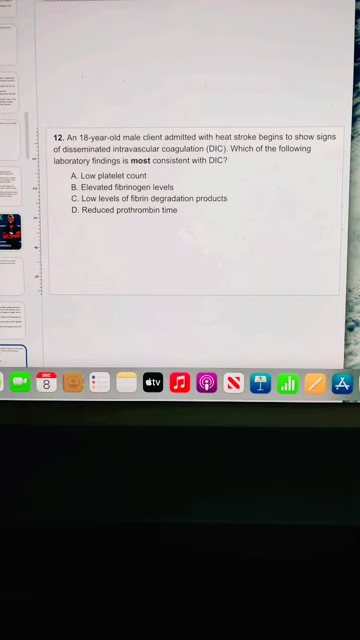 12. An 18-year-old male client admitted with heat stroke begins to show signs
of disseminated intravascular coagulation (DIC). Which of the following
laboratory findings is most consistent with DIC?
A. Low platelet count
B. Elevated fibrinogen levels
C. Low levels of fibrin degradation products
D. Reduced prothrombin time
DEC
8
tv